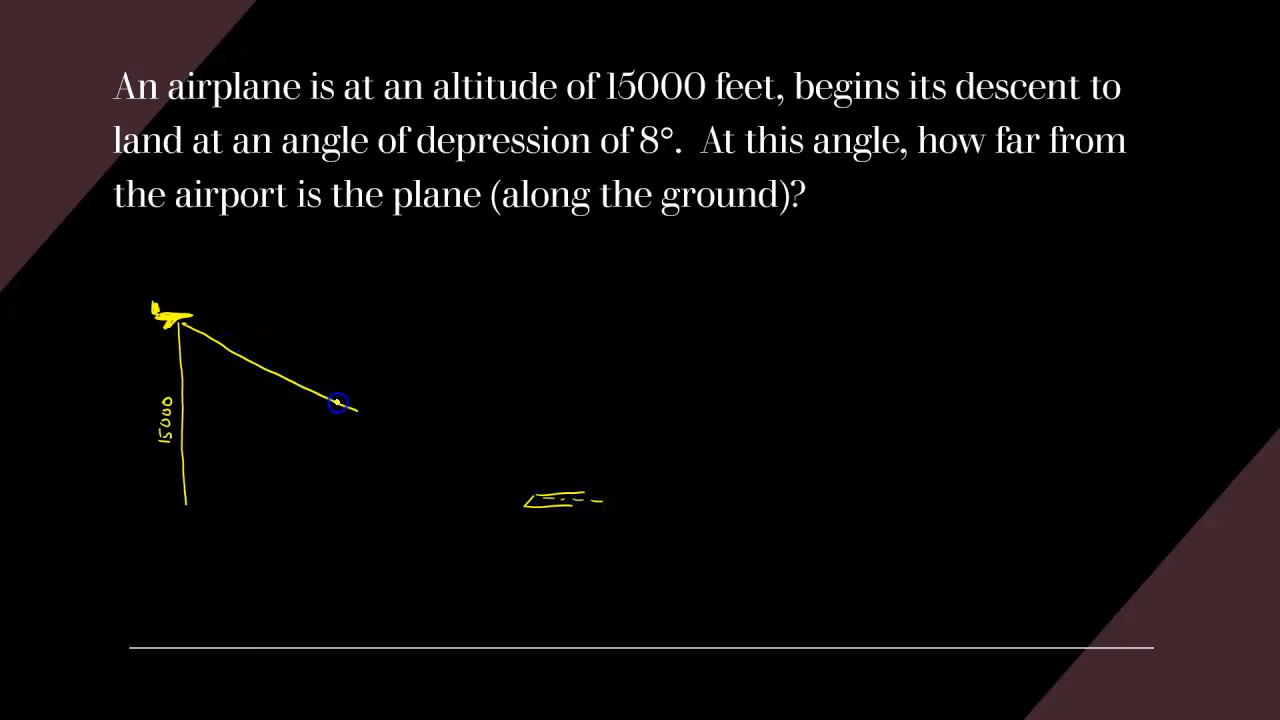 An airplane is at an altitude of 15000 feet, begins its descent to
land at an angle of depression of 8°. At this angle, how far from
the airport is the plane (along the ground)?
15000